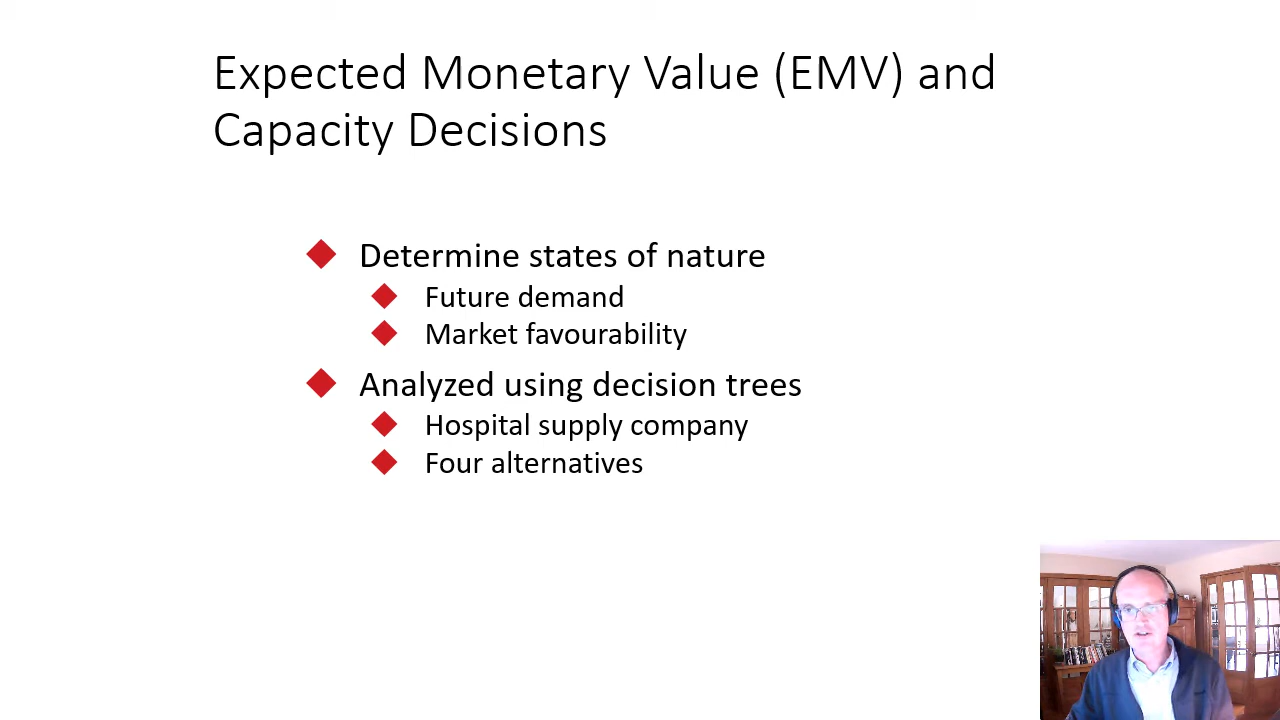 Expected Monetary Value (EMV) and
Capacity Decisions
Determine states of nature
Future demand
Market favourability
Analyzed using decision trees
Hospital supply company
Four alternatives